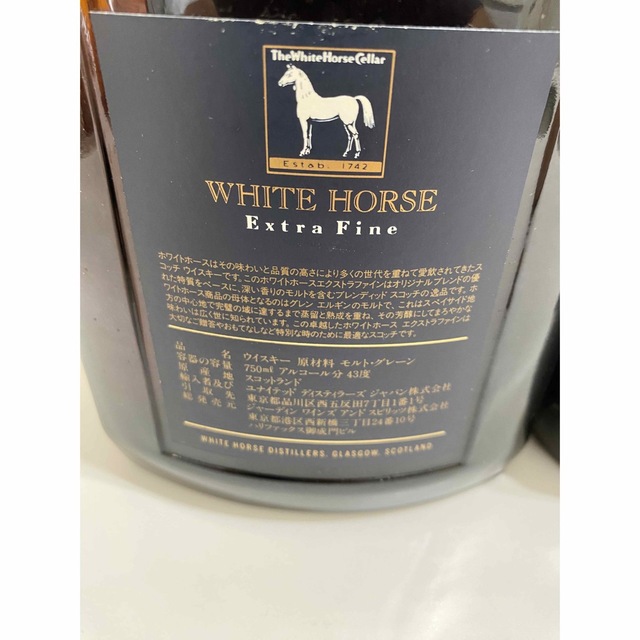 The White Horse Cellar
Estab. 1742
WHITE HORSE
Extra Fine
ホワイトホースはその味わいと品質の高さにより多くの世代を重ねて愛飲されてきたス
コッチ ウイスキーです。このホワイトホースエクストラファインはオリジナルブレンドの優
れた特質をベースに、深い香りのモルトを含むブレンディッド スコッチの逸品です。ホ
ワイトホース商品の母体となるのはグレン エルギンのモルトで、これはスペイサイド地
方の中心地で完璧の域に達するまで蒸留と熟成を重ね、その芳醇にしてまろやかな
味わいは広く世に知られています。この卓越したホワイトホース エクストラファインは
大切なご贈答やおもてなしなど特別な時のために最適なスコッチです。
品名 ウイスキー 原材料 モルト・グレーン
容器の容量 750ml アルコール分 43度
原産地 スコットランド
輸入者及び ユナイテッド ディスティラーズ ジャパン株式会社
引取先 東京都品川区西五反田7丁目1番1号
総発売元 ジャーディン ワインズ アンド スピリッツ株式会社
東京都港区西新橋三丁目24番10号
ハリファックス御成門ビル
WHITE HORSE DISTILLERS, GLASGOW, SCOTLAND